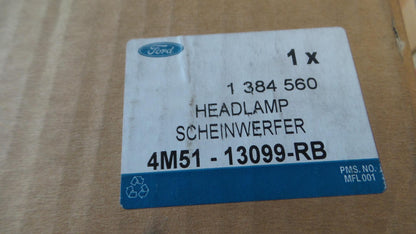 Ford
1 x
1 384 560
HEADLAMP
SCHEINWERFER
4M51 - 13099-RB
PMS. NO.
MFL001